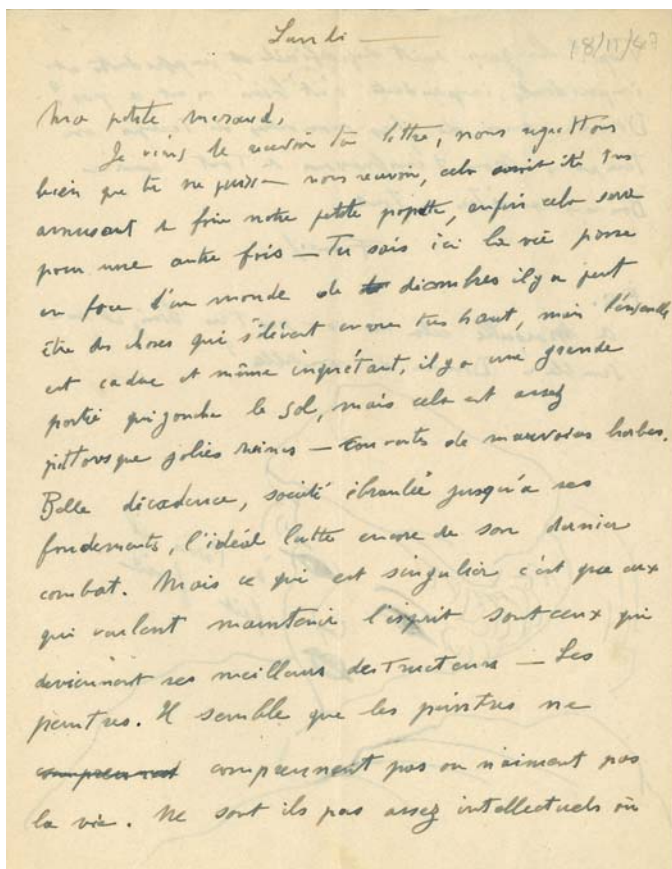 Lundi
18/11/47
Ma petite
Je viens de recevoir ta lettre, nous regrettons
bien que tu ne puisses nous recevoir, cela aurait été très
amusant de finir notre petite popotte, enfin cela sera
pour une autre fois — Tu sais ici la vie passe
en face d'un monde de décombres il y a peut
être des choses qui s'élèvent encore très haut, mais l'ensemble
est caduc et même inquiétant, il y a une grande
partie qui jonche le sol, mais cela est assez
pittoresque jolies ruines — couvertes de mauvaises herbes.
Belle décadence, société ébranlée jusqu'a ses
fondements, l'idéal lutte encore de son dernier
combat. Mais ce qui est singulier c'est que ceux
qui veulent maintenir l'esprit sont ceux qui
deviennent ses meilleurs destructeurs — Les
peintres. Il semble que les peintres ne
comprennent comprennent pas ou n'aiment pas
la vie. Ne sont ils pas assez intellectuels où